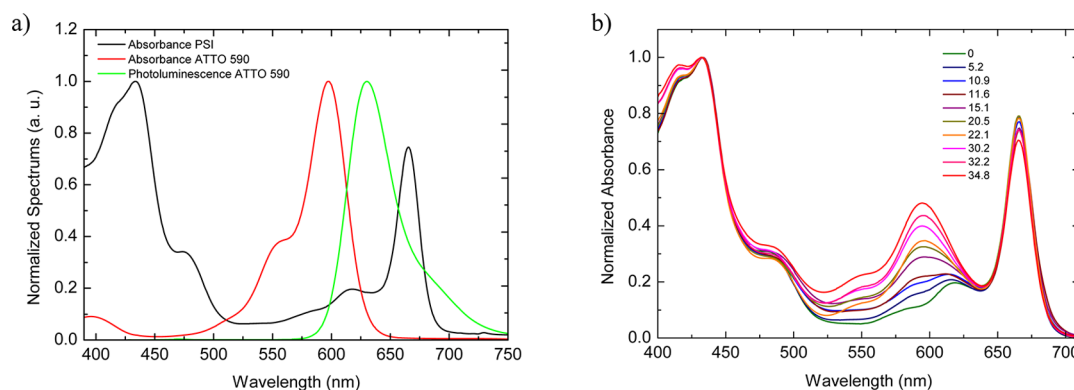 a)
Normalized Spectrums (a. u.)
1.2
1.0
0.8
0.6
0.4
0.2
0.0
Absorbance PSI
Absorbance ATTO 590
Photoluminescence ATTO 590
400 450 500 550 600 650 700 750
Wavelength (nm)
b)
Normalized Absorbance
1.0
0.8
0.6
0.4
0.2
0.0
0
5.2
10.9
11.6
15.1
20.5
22.1
30.2
32.2
34.8
400 450 500 550 600 650 700
Wavelength (nm)